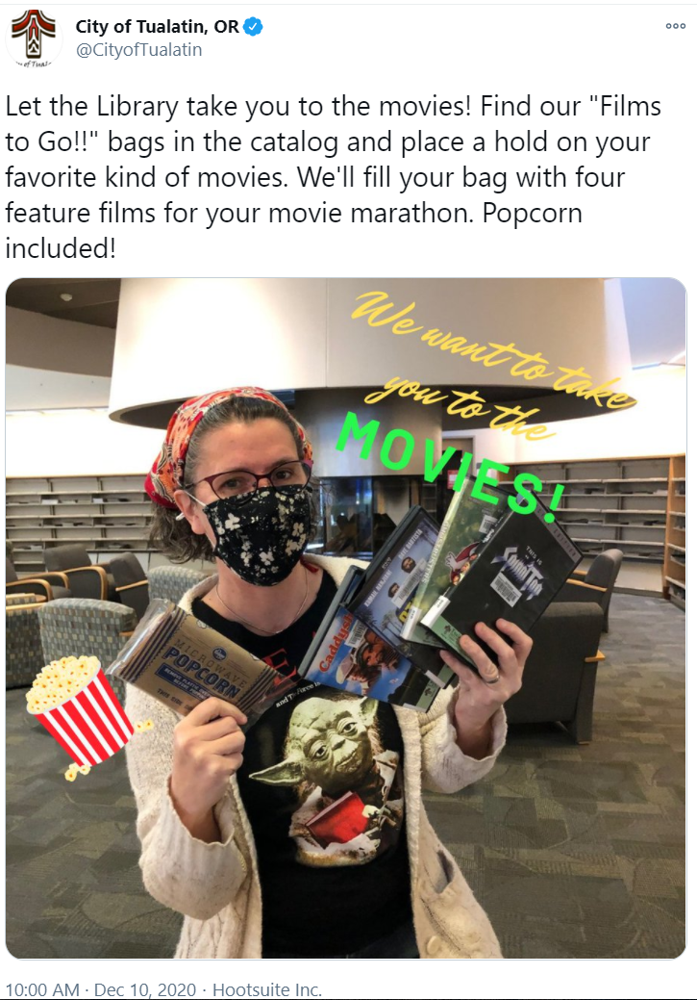 City of Tualatin, OR
@CityofTualatin
Let the Library take you to the movies! Find our "Films
to Go!!" bags in the catalog and place a hold on your
favorite kind of movies. We'll fill your bag with four
feature films for your movie marathon. Popcorn
included!
We want to take
you to the
MOVIES!
THIS IS
SpinalTap
Caddyshack
MICROWAVE
POPCORN
10:00 AM · Dec 10, 2020 · Hootsuite Inc.